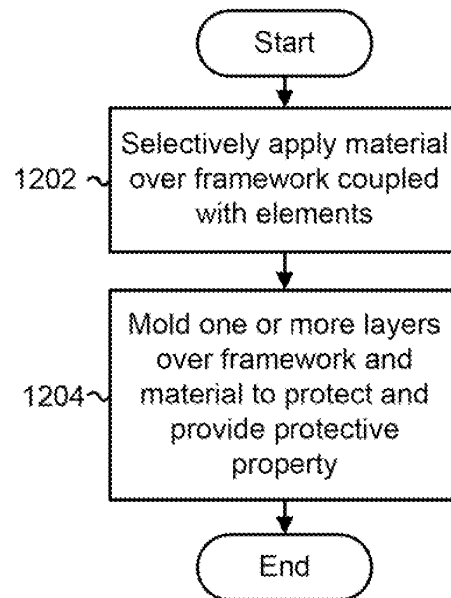 Start
Selectively apply material
1202
over framework coupled
with elements
Mold one or more layers
over framework and
1204
material to protect and
provide protective
property
End